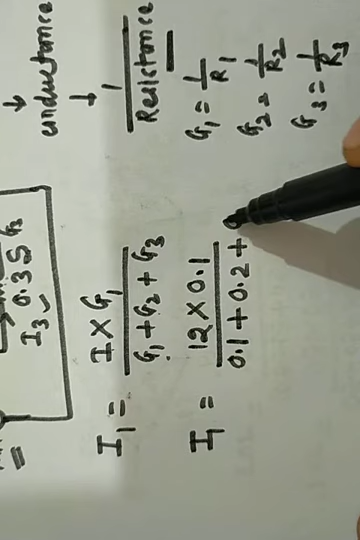 conductance
↓
1
Resistance
G₁ = 1/R₁
G₂ = 1/R₂
G₃ = 1/R₃
0.3S G₃
I₃
I₁ = I × G₁ / G₁ + G₂ + G₃
I₁ = 12 × 0.1 / 0.1 + 0.2 +